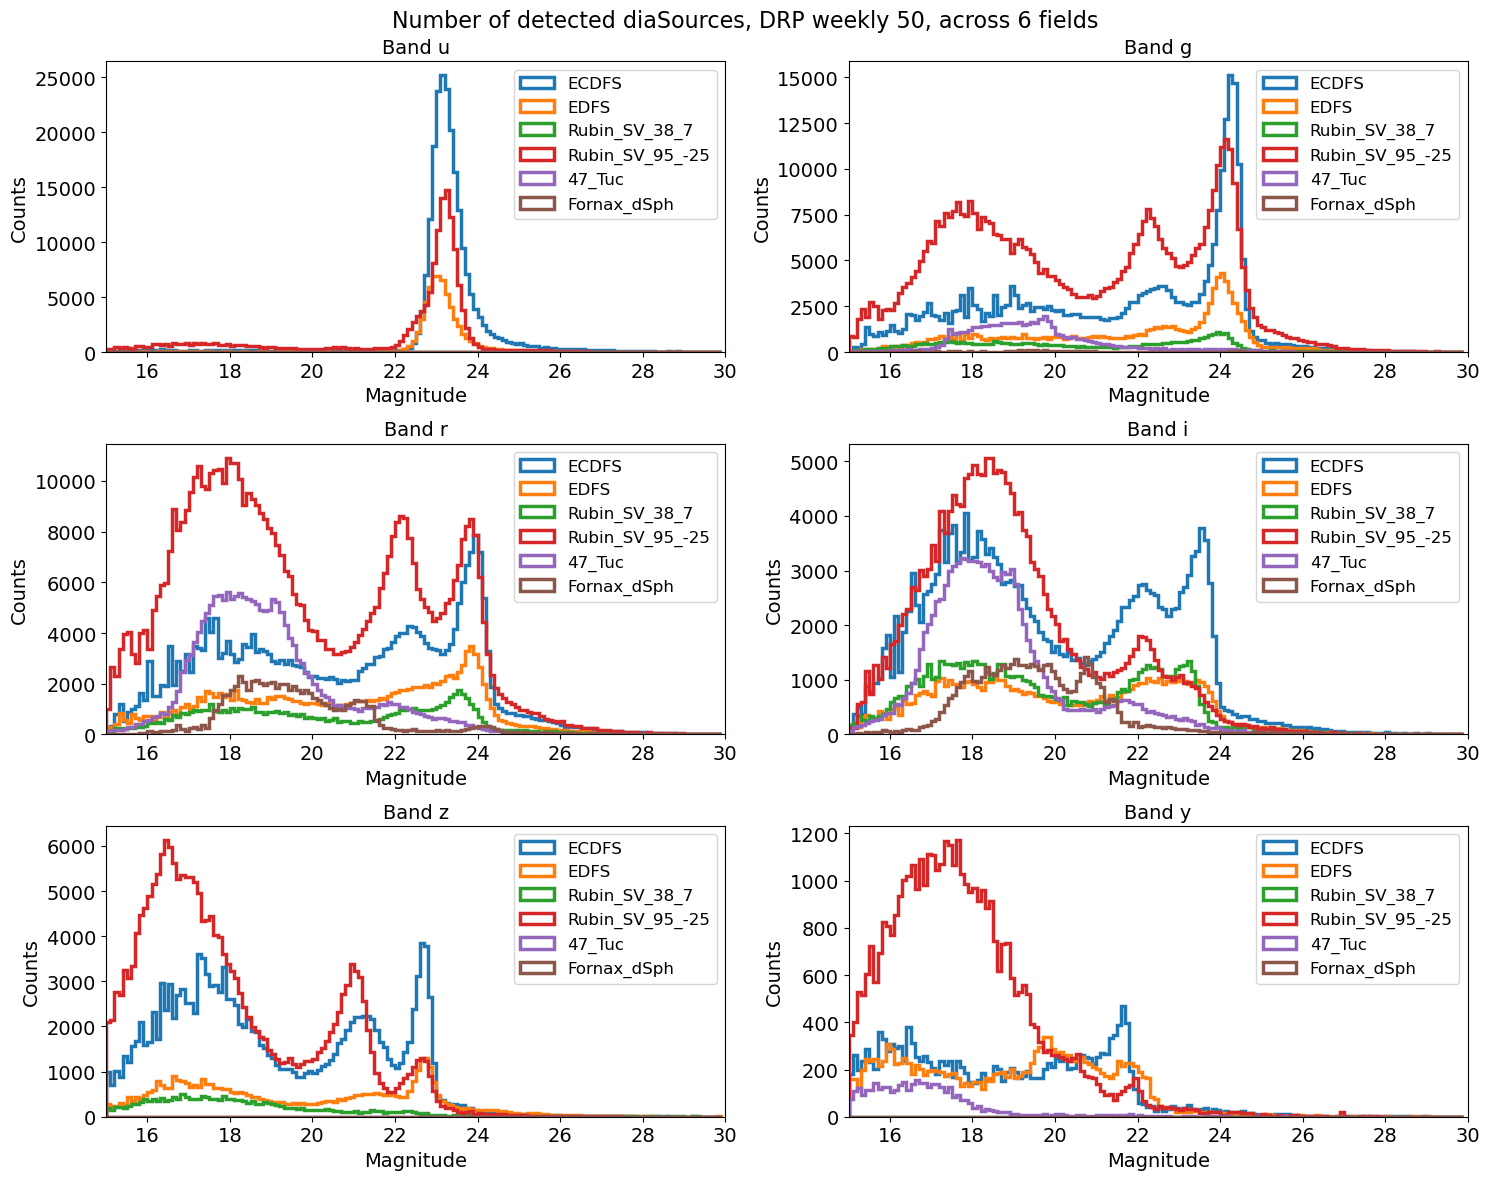 Number of detected diaSources, DRP weekly 50, across 6 fields
Band u
25000
20000
15000
10000
5000
0
Counts
16 18 20 22 24 26 28 30
Magnitude
ECDFS
EDFS
Rubin_SV_38_7
Rubin_SV_95_-25
47_Tuc
Fornax_dSph
Band g
15000
12500
10000
7500
5000
2500
0
Counts
16 18 20 22 24 26 28 30
Magnitude
ECDFS
EDFS
Rubin_SV_38_7
Rubin_SV_95_-25
47_Tuc
Fornax_dSph
Band r
10000
8000
6000
4000
2000
0
Counts
16 18 20 22 24 26 28 30
Magnitude
ECDFS
EDFS
Rubin_SV_38_7
Rubin_SV_95_-25
47_Tuc
Fornax_dSph
Band i
5000
4000
3000
2000
1000
0
Counts
16 18 20 22 24 26 28 30
Magnitude
ECDFS
EDFS
Rubin_SV_38_7
Rubin_SV_95_-25
47_Tuc
Fornax_dSph
Band z
6000
5000
4000
3000
2000
1000
0
Counts
16 18 20 22 24 26 28 30
Magnitude
ECDFS
EDFS
Rubin_SV_38_7
Rubin_SV_95_-25
47_Tuc
Fornax_dSph
Band y
1200
1000
800
600
400
200
0
Counts
16 18 20 22 24 26 28 30
Magnitude
ECDFS
EDFS
Rubin_SV_38_7
Rubin_SV_95_-25
47_Tuc
Fornax_dSph